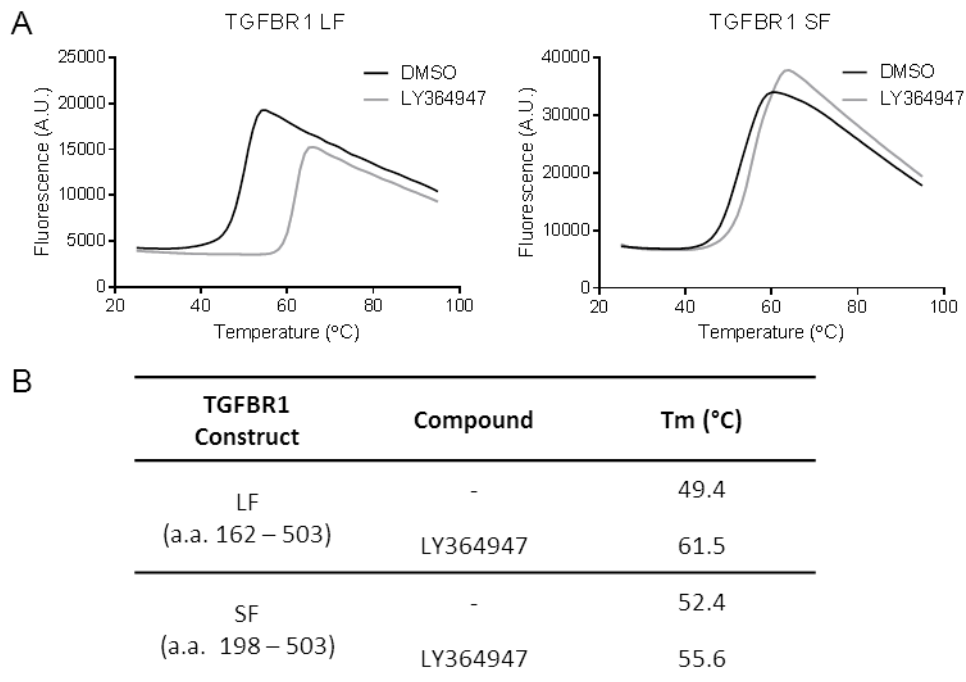 A
TGFBR1 LF
Fluorescence (A.U.)
25000
20000
15000
10000
5000
0
20
40
60
80
100
Temperature (°C)
DMSO
LY364947
TGFBR1 SF
Fluorescence (A.U.)
40000
30000
20000
10000
0
20
40
60
80
100
Temperature (°C)
DMSO
LY364947
B
TGFBR1
Construct
Compound
Tm (°C)
LF
(a.a. 162 – 503)
-
49.4
LY364947
61.5
SF
(a.a. 198 – 503)
-
52.4
LY364947
55.6